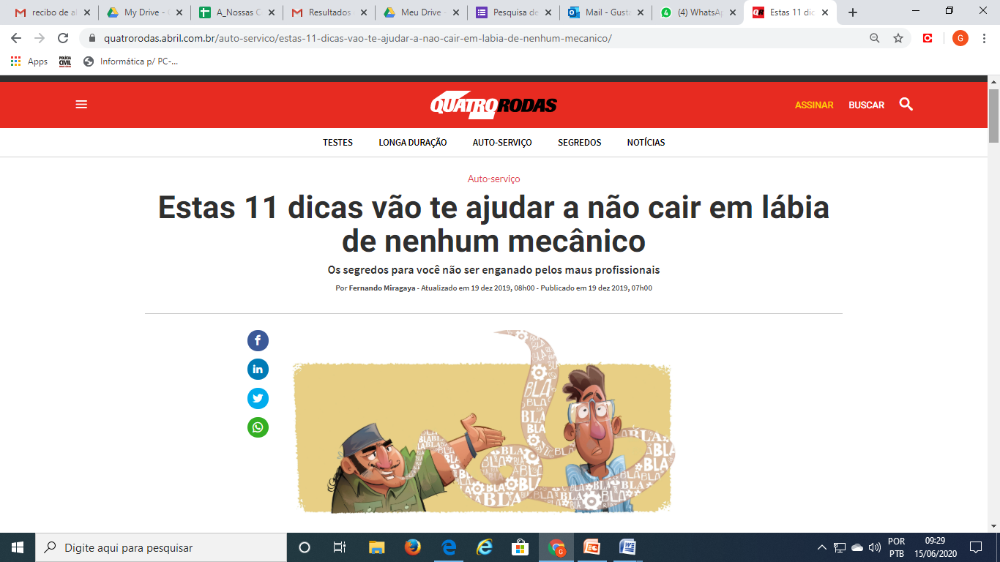 recibo de al
My Drive - G
A_Nossas C
Resultados
Meu Drive -
Pesquisa de
Mail - Gusta
(4) WhatsAp
Estas 11 dic
quatrorodas.abril.com.br/auto-servico/estas-11-dicas-vao-te-ajudar-a-nao-cair-em-labia-de-nenhum-mecanico/
G
Apps
POLÍCIA CIVIL
Informática p/ PC-...
QUATRO RODAS
ASSINAR
BUSCAR
TESTES
LONGA DURAÇÃO
AUTO-SERVIÇO
SEGREDOS
NOTÍCIAS
Auto-serviço
Estas 11 dicas vão te ajudar a não cair em lábia
de nenhum mecânico
Os segredos para você não ser enganado pelos maus profissionais
Por Fernando Miragaya - Atualizado em 19 dez 2019, 08h00 - Publicado em 19 dez 2019, 07h00
BLA
BLA
BLÁ
BLA
BLA
BLA
BLA
BLA
Digite aqui para pesquisar
POR
PTB
09:29
15/06/2020